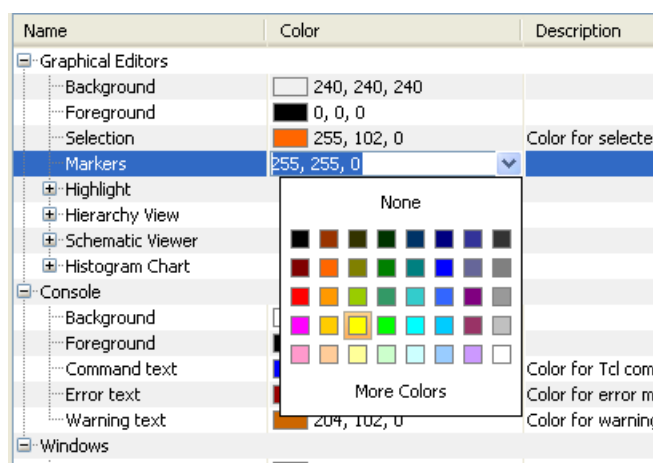 Name Color Description
Graphical Editors
Background 240, 240, 240
Foreground 0, 0, 0
Selection 255, 102, 0 Color for selecte
Markers 255, 255, 0
Highlight
None
Hierarchy View
Schematic Viewer
Histogram Chart
Console
Background
Foreground
Command text Color for Tcl com
Error text More Colors Color for error m
Warning text 204, 102, 0 Color for warning
Windows